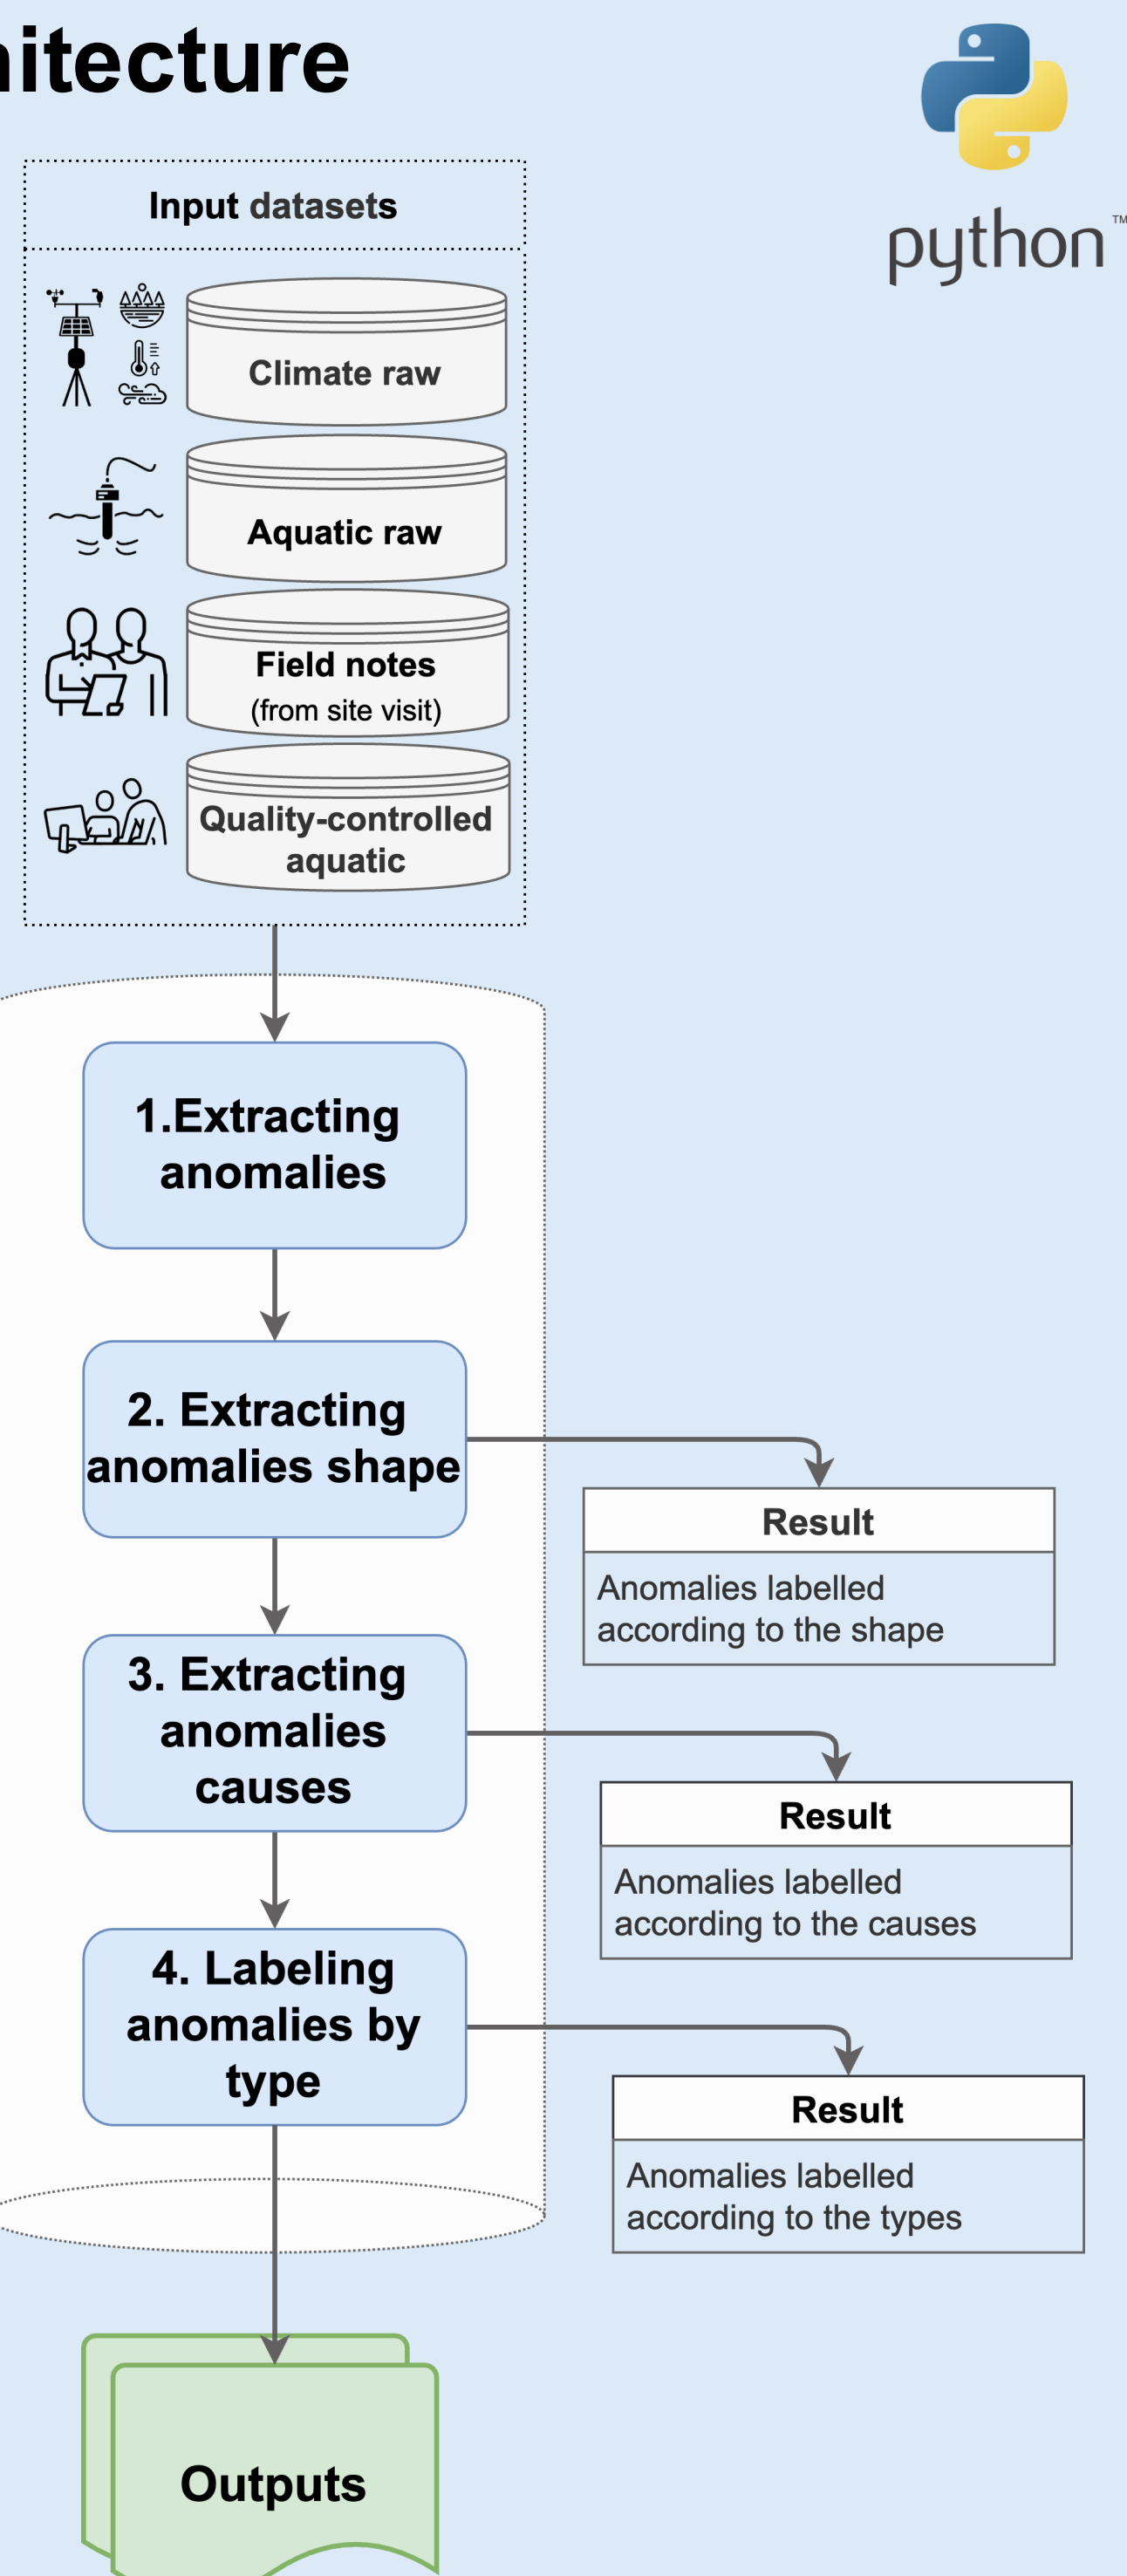 hitecture
python™
Input datasets
Climate raw
Aquatic raw
Field notes
(from site visit)
Quality-controlled
aquatic
1.Extracting
anomalies
2. Extracting
anomalies shape
Result
Anomalies labelled
according to the shape
3. Extracting
anomalies
causes
Result
Anomalies labelled
according to the causes
4. Labeling
anomalies by
type
Result
Anomalies labelled
according to the types
Outputs